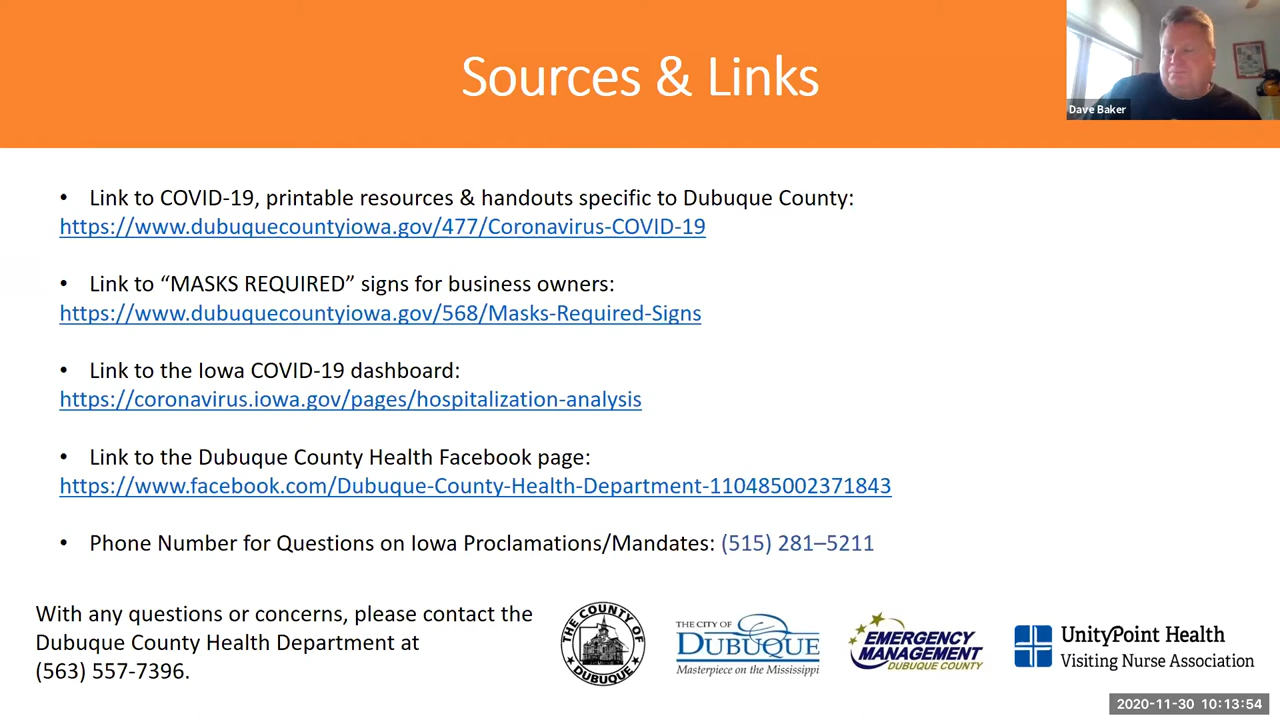 Sources & Links
Dave Baker
• Link to COVID-19, printable resources & handouts specific to Dubuque County:
https://www.dubuquecountyiowa.gov/477/Coronavirus-COVID-19
• Link to “MASKS REQUIRED” signs for business owners:
https://www.dubuquecountyiowa.gov/568/Masks-Required-Signs
• Link to the Iowa COVID-19 dashboard:
https://coronavirus.iowa.gov/pages/hospitalization-analysis
• Link to the Dubuque County Health Facebook page:
https://www.facebook.com/Dubuque-County-Health-Department-110485002371843
• Phone Number for Questions on Iowa Proclamations/Mandates: (515) 281–5211
With any questions or concerns, please contact the
Dubuque County Health Department at
(563) 557-7396.
THE COUNTY OF
DUBUQUE
THE CITY OF
DUBUQUE
Masterpiece on the Mississippi
EMERGENCY
MANAGEMENT
DUBUQUE COUNTY
UnityPoint Health
Visiting Nurse Association
2020-11-30 10:13:54